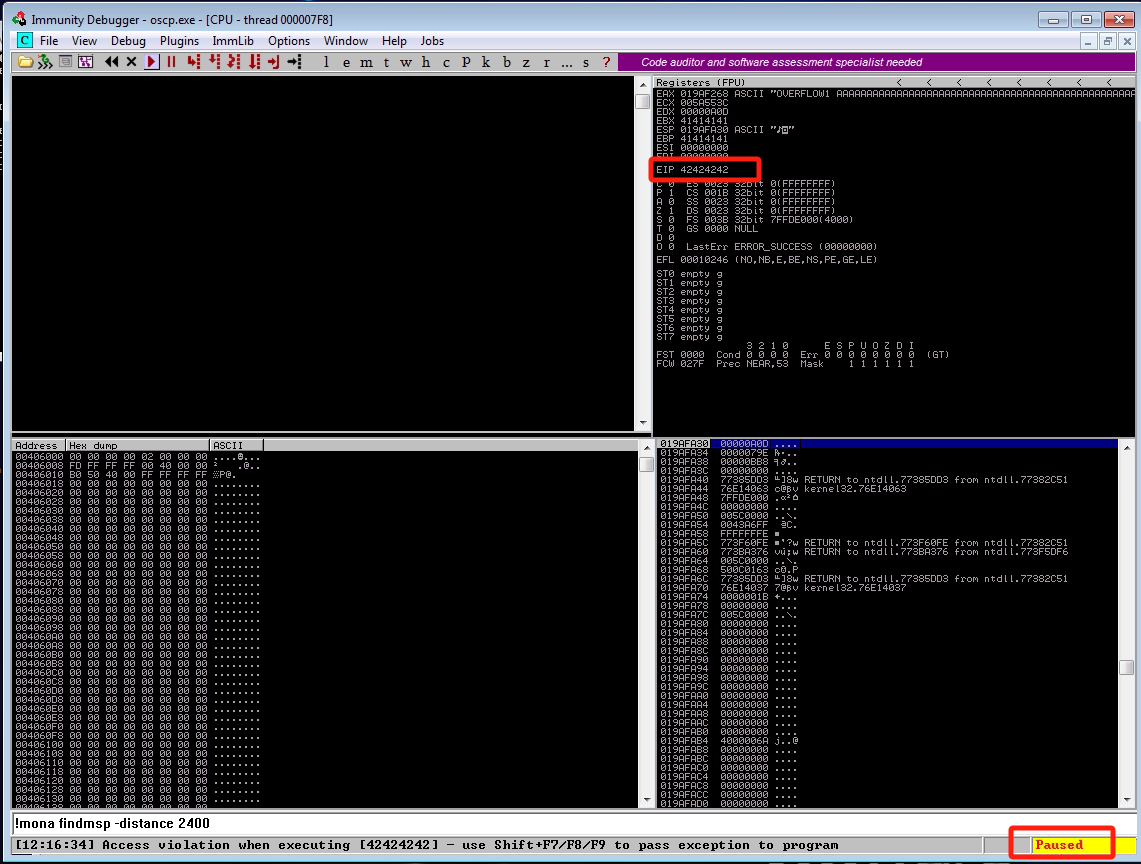 Immunity Debugger - oscp.exe - [CPU - thread 000007F8]
C File View Debug Plugins ImmLib Options Window Help Jobs
l e m t w h c P k b z r ... s ? Code auditor and software assessment specialist needed
Registers (FPU) < < < < < < < <
EAX 019AF268 ASCII "OVERFLOW1 AAAAAAAAAAAAAAAAAAAAAAAAAAAAAAAAAAAAAAAAAAAAAAA
ECX 005A553C
EDX 00000A0D
EBX 41414141
ESP 019AFA30 ASCII
EBP 41414141
ESI 00000000
EDI 00000000
EIP 42424242
C 0 ES 0023 32bit 0(FFFFFFFF)
P 1 CS 001B 32bit 0(FFFFFFFF)
A 0 SS 0023 32bit 0(FFFFFFFF)
Z 1 DS 0023 32bit 0(FFFFFFFF)
S 0 FS 003B 32bit 7FFDE000(4000)
T 0 GS 0000 NULL
D 0
O 0 LastErr ERROR_SUCCESS (00000000)
EFL 00010246 (NO,NB,E,BE,NS,PE,GE,LE)
ST0 empty g
ST1 empty g
ST2 empty g
ST3 empty g
ST4 empty g
ST5 empty g
ST6 empty g
ST7 empty g
3 2 1 0 E S P U O Z D I
FST 0000 Cond 0 0 0 0 Err 0 0 0 0 0 0 0 0 (GT)
FCW 027F Prec NEAR,53 Mask 1 1 1 1 1 1
Address Hex dump ASCII
00406000 00 00 00 00 02 00 00 00
00406008 FD FF FF FF 00 40 00 00
00406010 B0 50 40 00 FF FF FF FF
00406018 00 00 00 00 00 00 00 00 ........
00406020 00 00 00 00 00 00 00 00 ........
00406028 00 00 00 00 00 00 00 00 ........
00406030 00 00 00 00 00 00 00 00 ........
00406038 00 00 00 00 00 00 00 00 ........
00406040 00 00 00 00 00 00 00 00 ........
00406048 00 00 00 00 00 00 00 00 ........
00406050 00 00 00 00 00 00 00 00 ........
00406058 00 00 00 00 00 00 00 00 ........
00406060 00 00 00 00 00 00 00 00 ........
00406068 00 00 00 00 00 00 00 00 ........
00406070 00 00 00 00 00 00 00 00 ........
00406078 00 00 00 00 00 00 00 00 ........
00406080 00 00 00 00 00 00 00 00 ........
00406088 00 00 00 00 00 00 00 00 ........
00406090 00 00 00 00 00 00 00 00 ........
00406098 00 00 00 00 00 00 00 00 ........
004060A0 00 00 00 00 00 00 00 00 ........
004060A8 00 00 00 00 00 00 00 00 ........
004060B0 00 00 00 00 00 00 00 00 ........
004060B8 00 00 00 00 00 00 00 00 ........
004060C0 00 00 00 00 00 00 00 00 ........
004060C8 00 00 00 00 00 00 00 00 ........
004060D0 00 00 00 00 00 00 00 00 ........
004060D8 00 00 00 00 00 00 00 00 ........
004060E0 00 00 00 00 00 00 00 00 ........
004060E8 00 00 00 00 00 00 00 00 ........
004060F0 00 00 00 00 00 00 00 00 ........
004060F8 00 00 00 00 00 00 00 00 ........
00406100 00 00 00 00 00 00 00 00 ........
00406108 00 00 00 00 00 00 00 00 ........
00406110 00 00 00 00 00 00 00 00 ........
00406118 00 00 00 00 00 00 00 00 ........
00406120 00 00 00 00 00 00 00 00 ........
00406128 00 00 00 00 00 00 00 00 ........
00406130 00 00 00 00 00 00 00 00 ........
019AFA30 00000A0D ....
019AFA34 0000079E
019AFA38 00000BB8
019AFA3C 00000000 ....
019AFA40 77385DD3 RETURN to ntdll.77385DD3 from ntdll.77382C51
019AFA44 76E14063 kernel32.76E14063
019AFA48 7FFDE000
019AFA4C 00000000 ....
019AFA50 005C0000 ..\.
019AFA54 0043A6FF
019AFA58 FFFFFFFE
019AFA5C 773F60FE RETURN to ntdll.773F60FE from ntdll.77382C51
019AFA60 773BA376 RETURN to ntdll.773BA376 from ntdll.773F5DF6
019AFA64 005C0000 ..\.
019AFA68 500C0163
019AFA6C 77385DD3 RETURN to ntdll.77385DD3 from ntdll.77382C51
019AFA70 76E14037 kernel32.76E14037
019AFA74 0000001B
019AFA78 00000000 ....
019AFA7C 005C0000 ..\.
019AFA80 00000000 ....
019AFA84 00000000 ....
019AFA88 00000000 ....
019AFA8C 00000000 ....
019AFA90 00000000 ....
019AFA94 00000000 ....
019AFA98 00000000 ....
019AFA9C 00000000 ....
019AFAA0 00000000 ....
019AFAA4 00000000 ....
019AFAA8 00000000 ....
019AFAAC 00000000 ....
019AFAB0 00000000 ....
019AFAB4 4000006A j..@
019AFAB8 00000000 ....
019AFABC 00000000 ....
019AFAC0 00000000 ....
019AFAC4 00000000 ....
019AFAC8 00000000 ....
019AFACC 00000000 ....
019AFAD0 00000000 ....
!mona findmsp -distance 2400
[12:16:34] Access violation when executing [42424242] - use Shift+F7/F8/F9 to pass exception to program
Paused